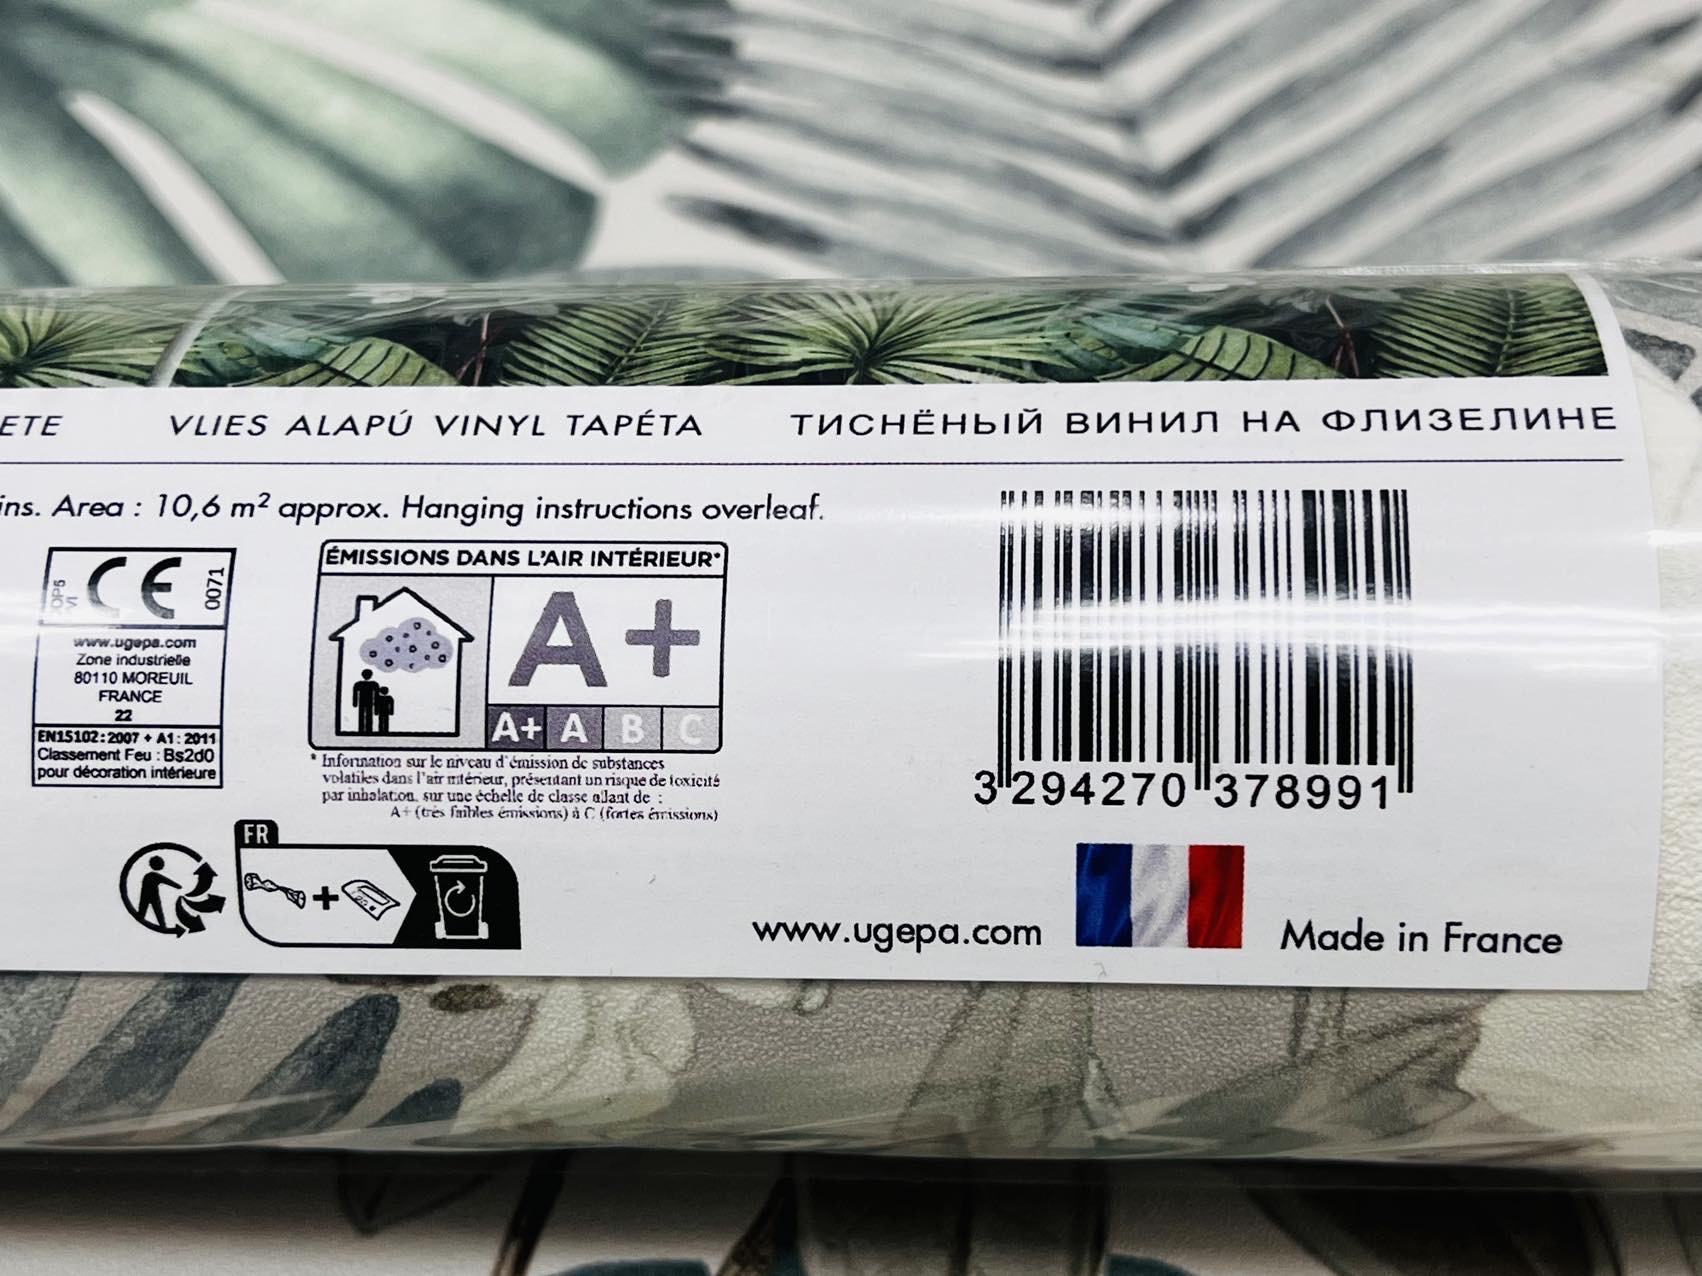 ETE VLIES ALAPÚ VINYL TAPÉTA ТИСНЁНЫЙ ВИНИЛ НА ФЛИЗЕЛИНЕ
ins. Area : 10,6 m² approx. Hanging instructions overleaf.
CE 0071
www.ugepa.com
Zone industrielle
80110 MOREUIL
FRANCE
22
EN15102:2007 + A1:2011
Classement Feu : Bs2d0
pour décoration intérieure
ÉMISSIONS DANS L'AIR INTÉRIEUR*
A+
A+ A B C
* Information sur le niveau d'émission de substances
volatiles dans l'air intérieur, présentant un risque de toxicité
par inhalation, sur une échelle de classe allant de :
A+ (très faibles émissions) à C (fortes émissions)
3 294270 378991
FR
+
www.ugepa.com
Made in France